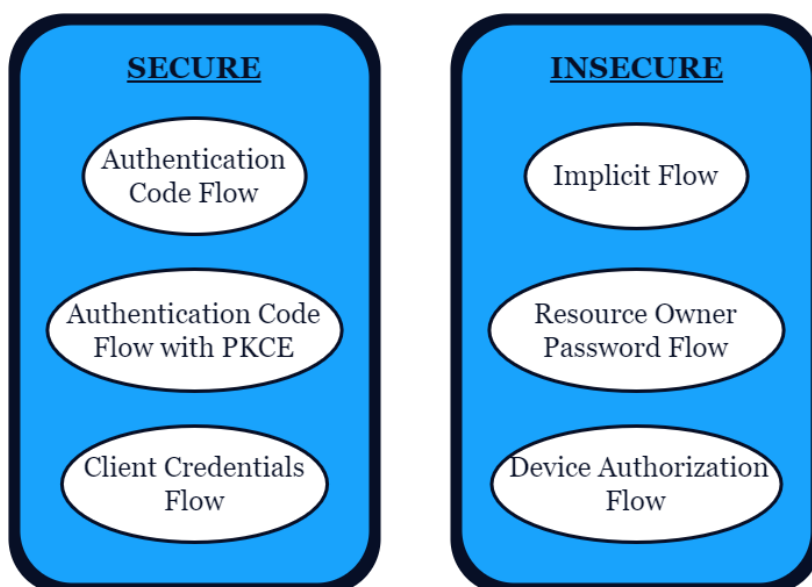 SECURE
Authentication
Code Flow
Authentication Code
Flow with PKCE
Client Credentials
Flow
INSECURE
Implicit Flow
Resource Owner
Password Flow
Device Authorization
Flow